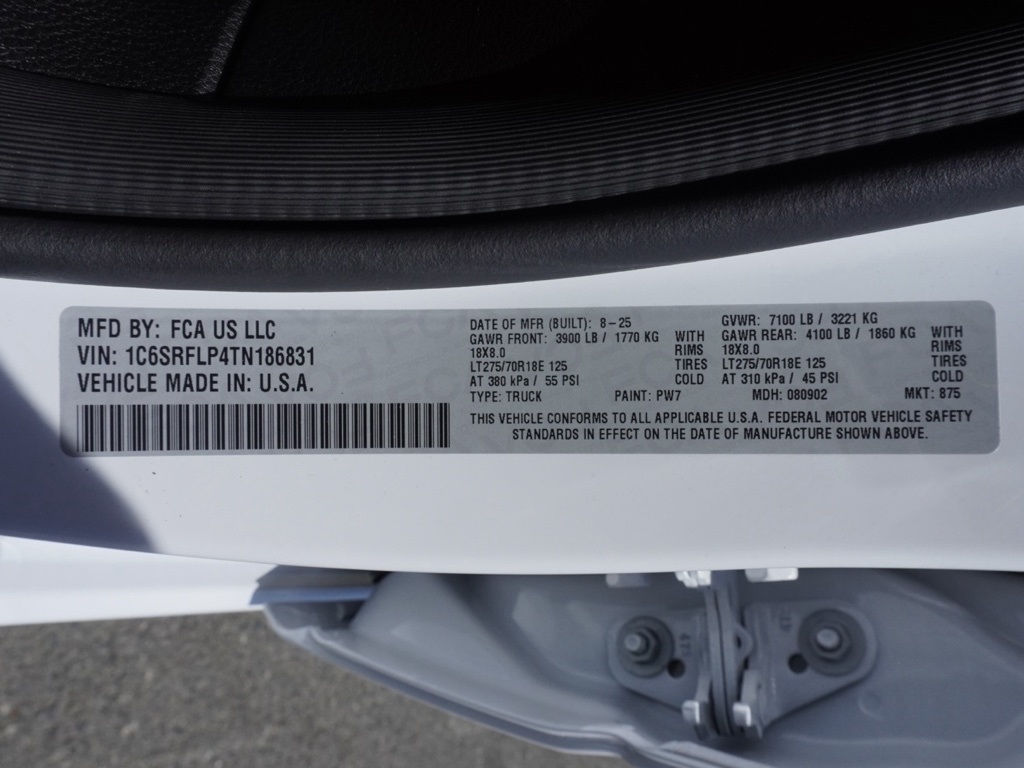 MFD BY: FCA US LLC
VIN: 1C6SRFLP4TN186831
VEHICLE MADE IN: U.S.A.
DATE OF MFR (BUILT): 8-25
GAWR FRONT: 3900 LB / 1770 KG WITH
18X8.0 RIMS
LT275/70R18E 125 TIRES
AT 380 kPa / 55 PSI COLD
TYPE: TRUCK PAINT: PW7
GVWR: 7100 LB / 3221 KG
GAWR REAR: 4100 LB / 1860 KG WITH
18X8.0 RIMS
LT275/70R18E 125 TIRES
AT 310 kPa / 45 PSI COLD
MDH: 080902 MKT: 875
THIS VEHICLE CONFORMS TO ALL APPLICABLE U.S.A. FEDERAL MOTOR VEHICLE SAFETY
STANDARDS IN EFFECT ON THE DATE OF MANUFACTURE SHOWN ABOVE.